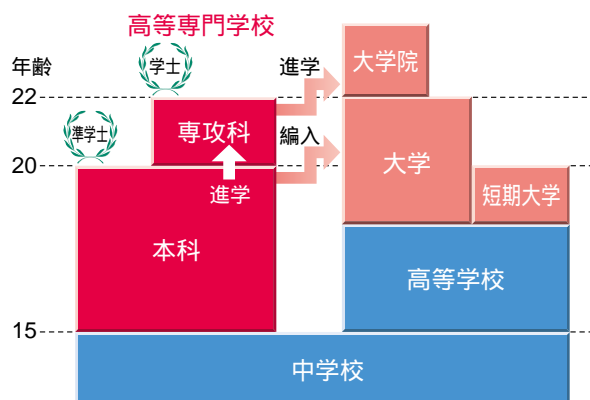 高等専門学校
年齢
学士
進学
大学院
22
準学士
専攻科
編入
大学
20
進学
短期大学
本科
高等学校
15
中学校